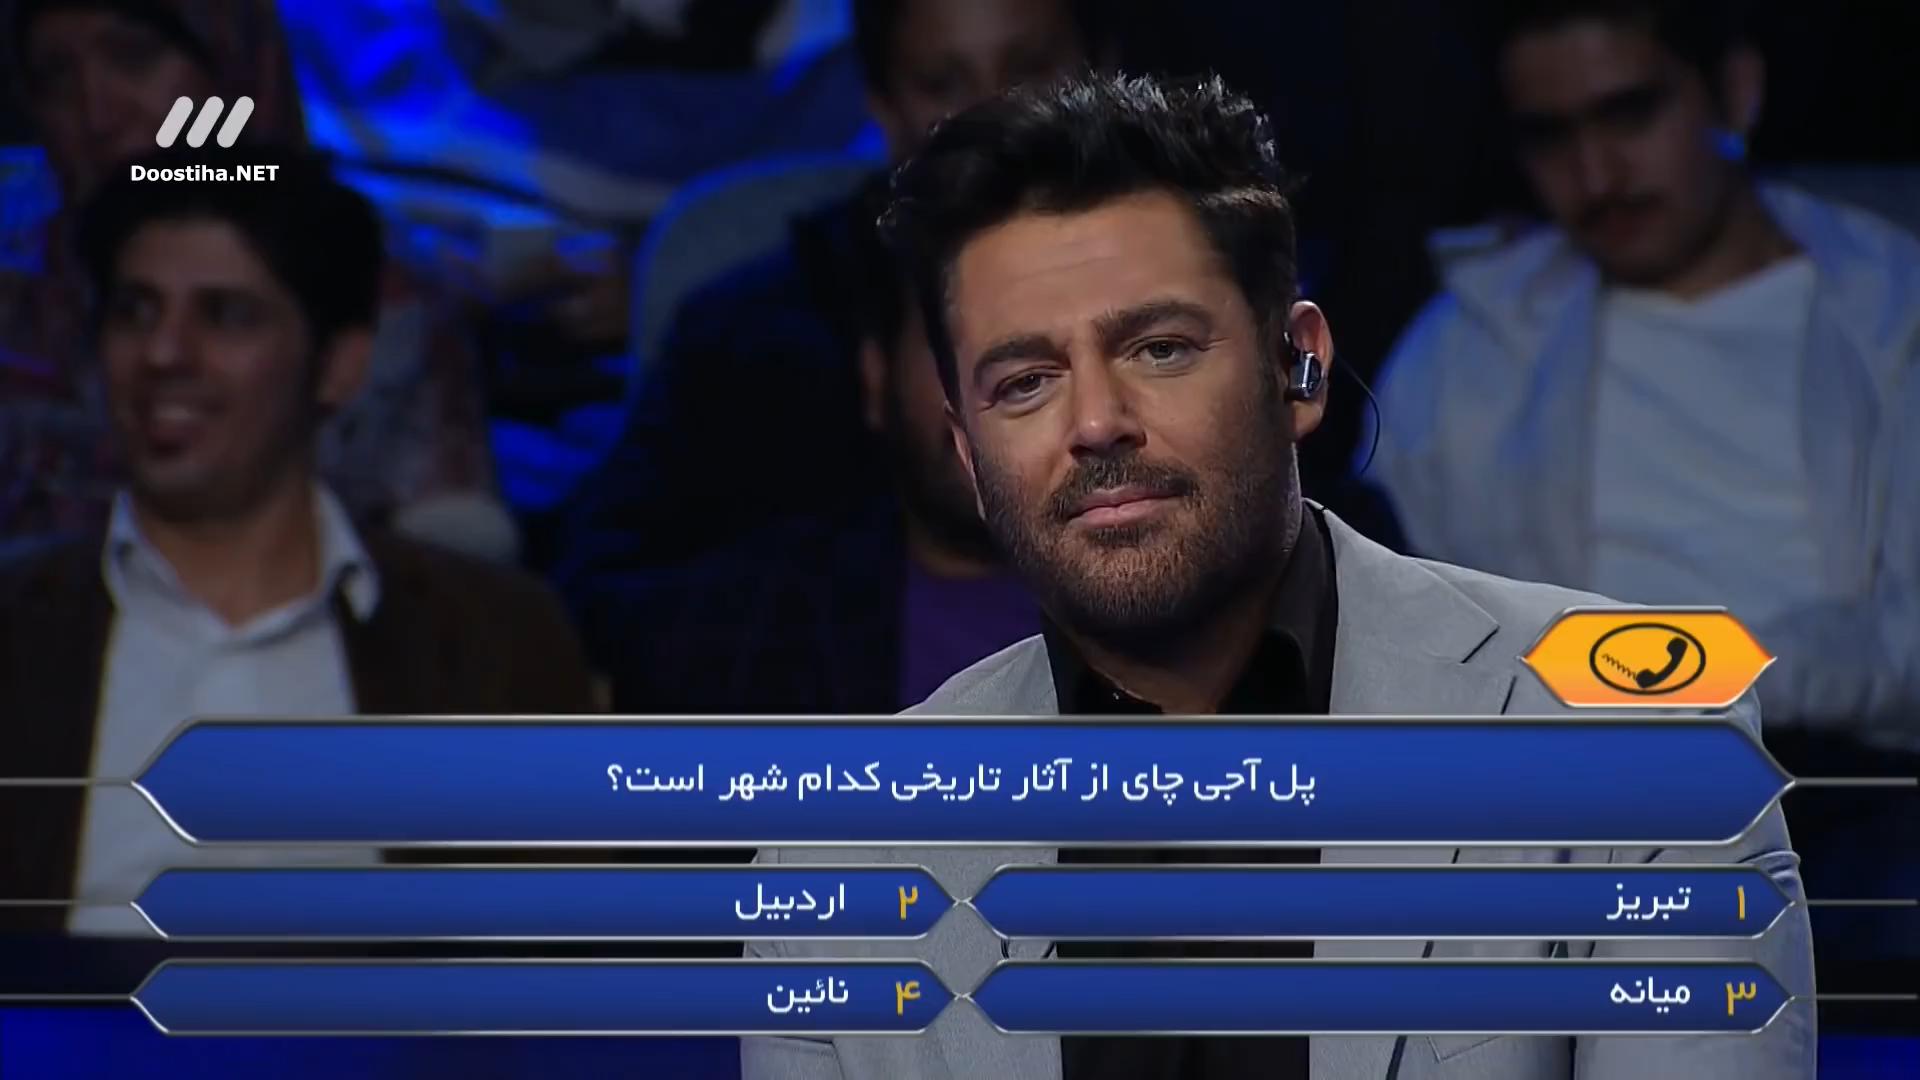 Doostiha.NET
پل آجی چای از آثار تاریخی کدام شهر است؟
۱ تبریز
۲ اردبیل
۳ میانه
۴ نائین